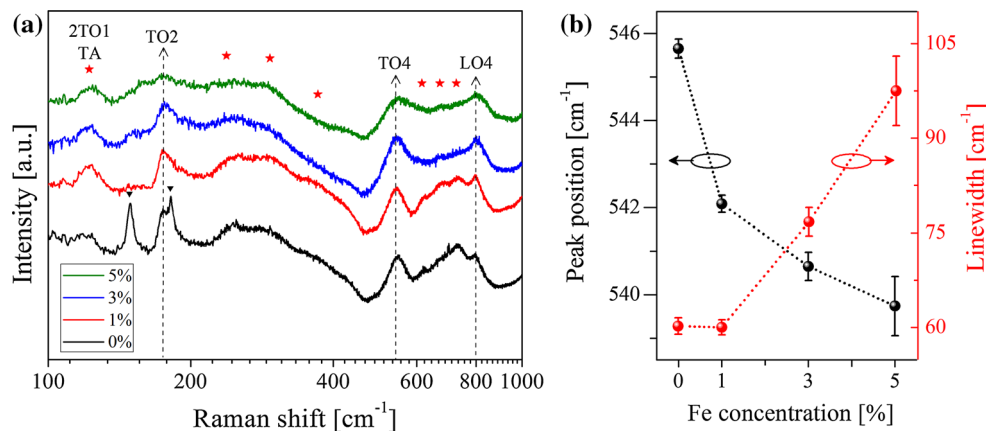 (a)
2TO1
TA
TO2
TO4
LO4
Intensity [a.u.]
5%
3%
1%
0%
100 200 400 600 800 1000
Raman shift [cm⁻¹]
(b)
546
544
542
540
Peak position [cm⁻¹]
105
90
75
60
Linewidth [cm⁻¹]
0 1 3 5
Fe concentration [%]